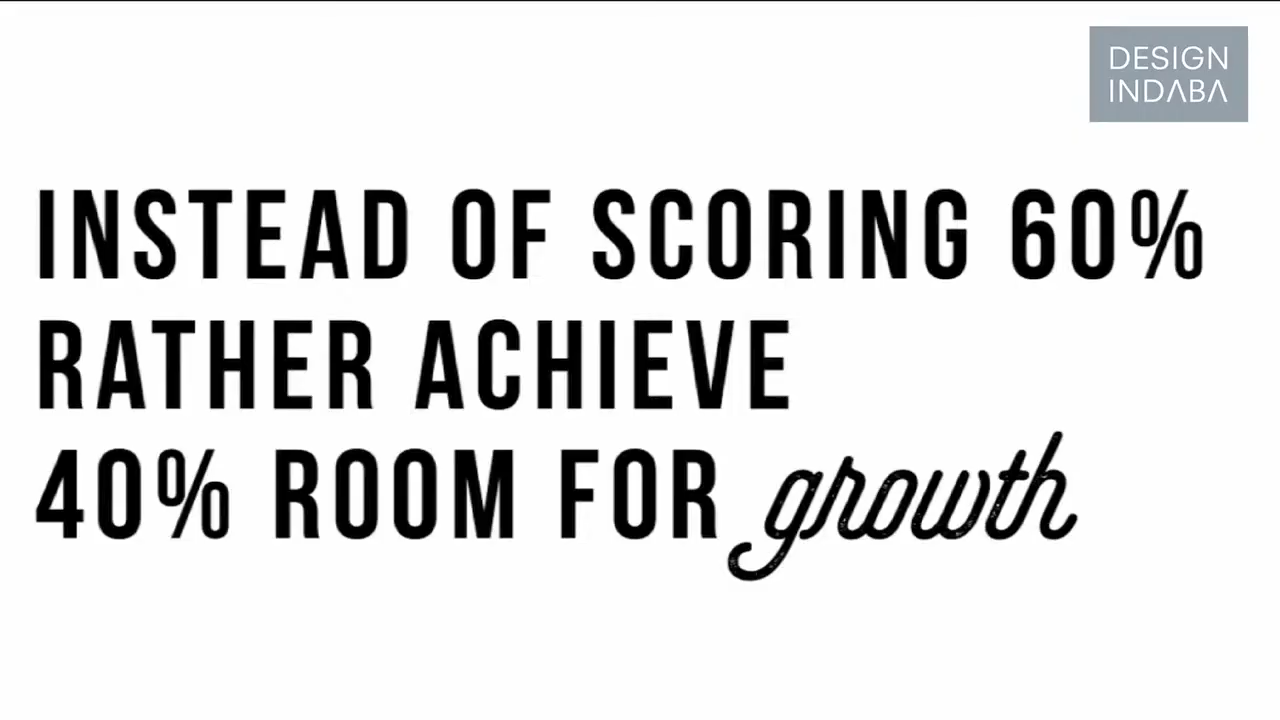 DESIGN
INDABA
INSTEAD OF SCORING 60%
RATHER ACHIEVE
40% ROOM FOR growth